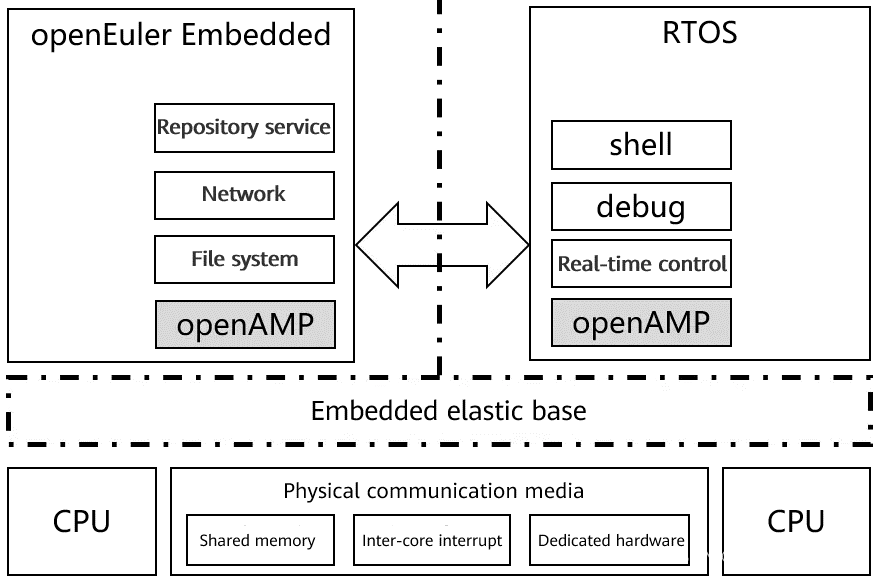 openEuler Embedded
Repository service
Network
File system
openAMP
RTOS
shell
debug
Real-time control
openAMP
Embedded elastic base
CPU
Physical communication media
Shared memory
Inter-core interrupt
Dedicated hardware
CPU